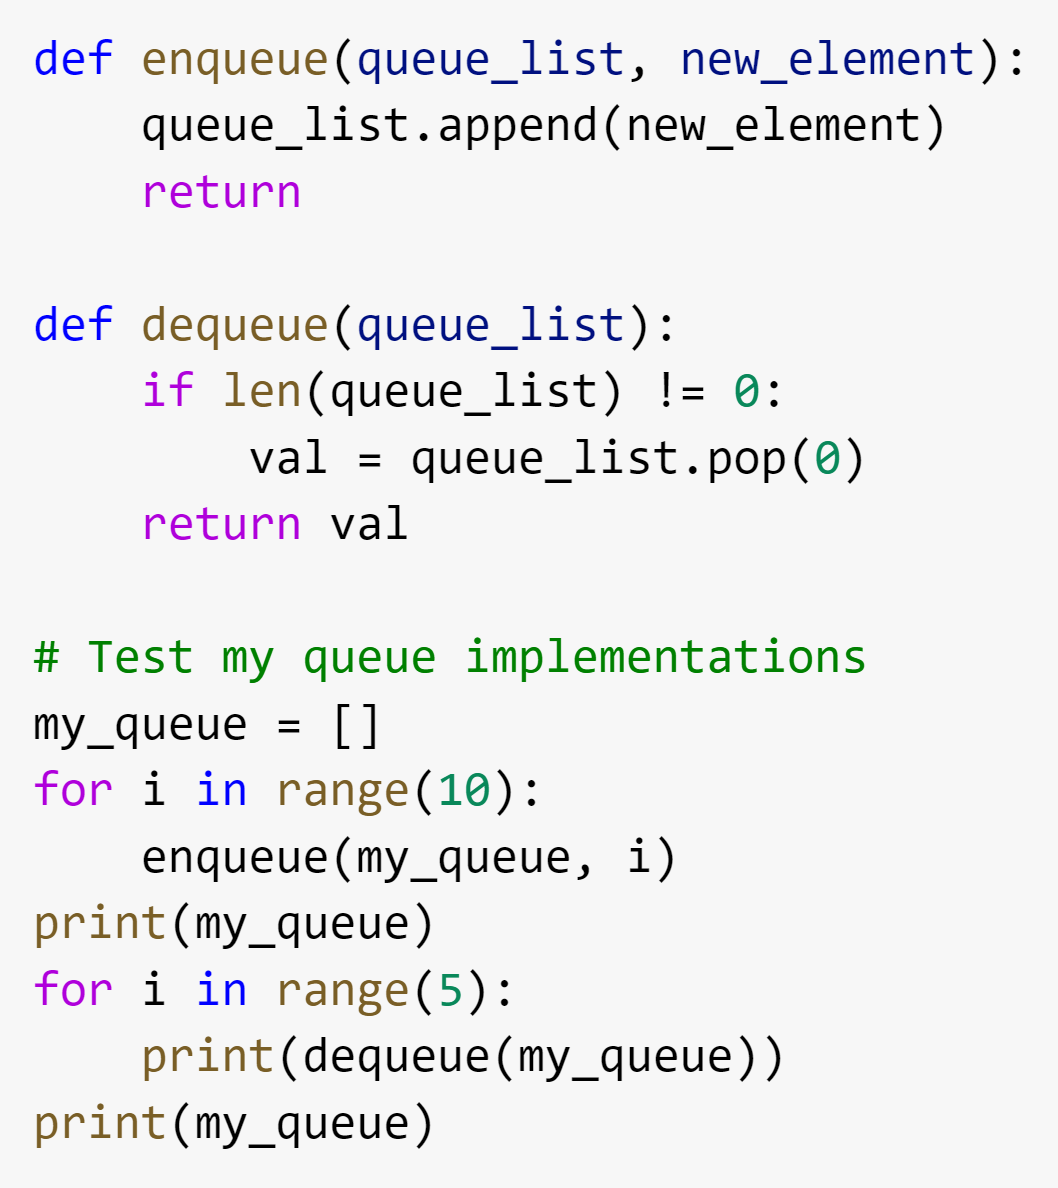 def enqueue(queue_list, new_element):
    queue_list.append(new_element)
    return

def dequeue(queue_list):
    if len(queue_list) != 0:
        val = queue_list.pop(0)
    return val

# Test my queue implementations
my_queue = []
for i in range(10):
    enqueue(my_queue, i)
print(my_queue)
for i in range(5):
    print(dequeue(my_queue))
print(my_queue)